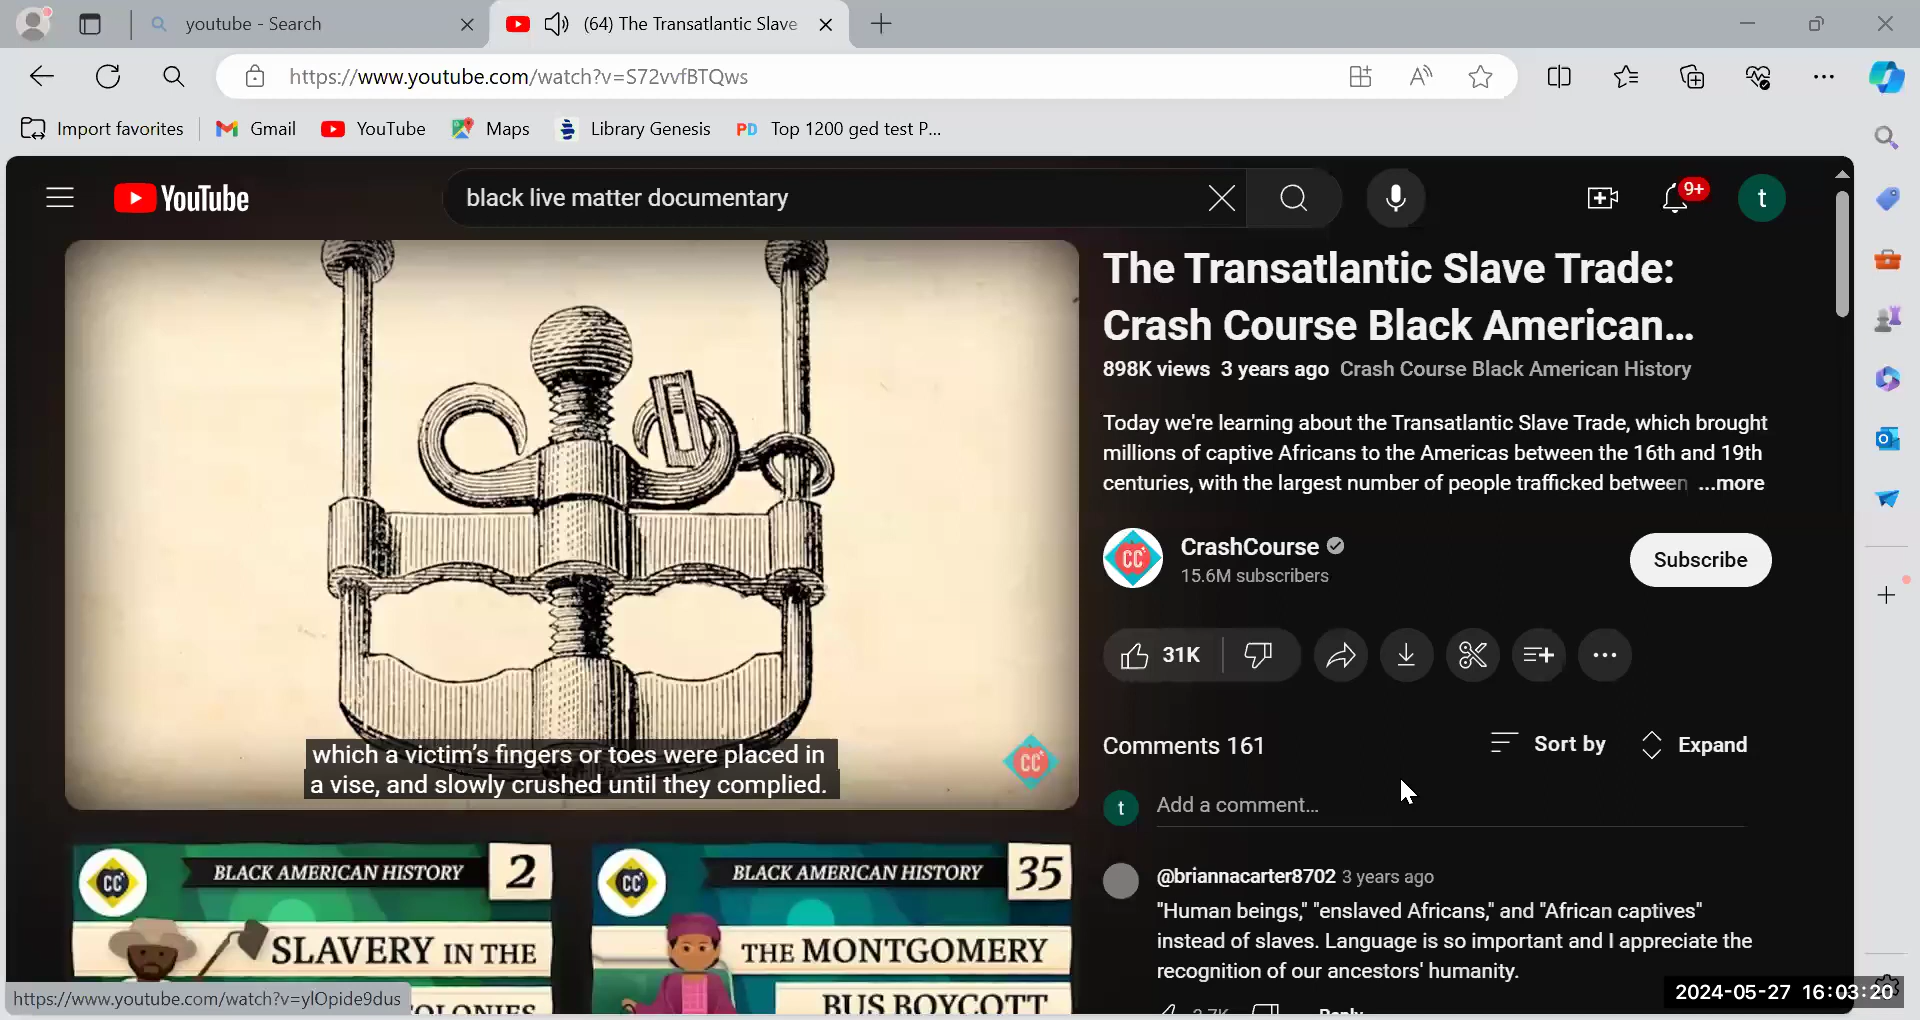 youtube - Search
(64) The Transatlantic Slave
https://www.youtube.com/watch?v=S72vvfBTQws
Import favorites
Gmail
YouTube
Maps
Library Genesis
PD Top 1200 ged test P...
YouTube
black live matter documentary
9+
t
which a victim's fingers or toes were placed in
a vise, and slowly crushed until they complied.
CC
The Transatlantic Slave Trade:
Crash Course Black American...
898K views 3 years ago Crash Course Black American History
Today we're learning about the Transatlantic Slave Trade, which brought
millions of captive Africans to the Americas between the 16th and 19th
centuries, with the largest number of people trafficked between ...more
CC
CrashCourse
15.6M subscribers
Subscribe
31K
Comments 161
Sort by
Expand
t
Add a comment...
@briannacarter8702 3 years ago
"Human beings," "enslaved Africans," and "African captives"
instead of slaves. Language is so important and I appreciate the
recognition of our ancestors' humanity.
Reply
CC
BLACK AMERICAN HISTORY
2
SLAVERY IN THE
COLONIES
CC
BLACK AMERICAN HISTORY
35
THE MONTGOMERY
BUS BOYCOTT
https://www.youtube.com/watch?v=ylOpide9dus
2024-05-27 16:03:20